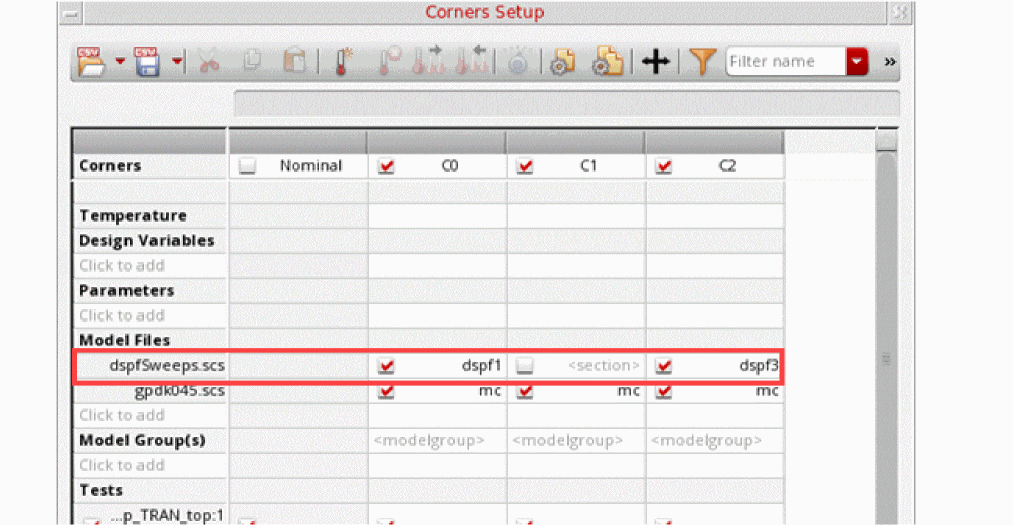 Corners Setup
CSV CSV Filter name »
Corners Nominal C0 C1 C2
Temperature
Design Variables
Click to add
Parameters
Click to add
Model Files
dspfSweeps.scs dspf1 <section> dspf3
gpdk045.scs mc mc mc
Click to add
Model Group(s) <modelgroup> <modelgroup> <modelgroup>
Click to add
Tests
...p_TRAN_top:1